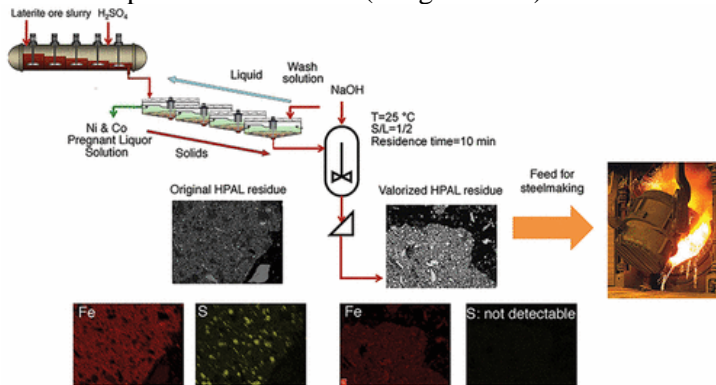 Laterite ore slurry H₂SO₄
Liquid
Wash
solution
NaOH
T=25 °C
S/L=1/2
Residence time=10 min
Ni & Co
Pregnant Liquor
Solution
Solids
Original HPAL residue
Valorized HPAL residue
Feed for
steelmaking
Fe
S
Fe
S: not detectable